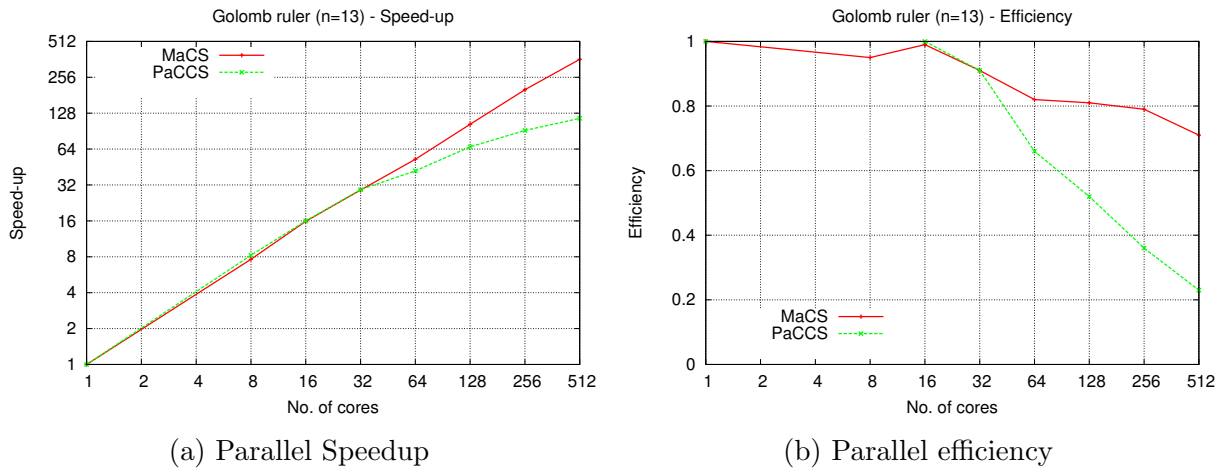 Golomb ruler (n=13) - Speed-up
Speed-up
512
256
128
64
32
16
8
4
2
1
MaCS
PaCCS
1 2 4 8 16 32 64 128 256 512
No. of cores
(a) Parallel Speedup
Golomb ruler (n=13) - Efficiency
Efficiency
1
0.8
0.6
0.4
0.2
0
MaCS
PaCCS
1 2 4 8 16 32 64 128 256 512
No. of cores
(b) Parallel efficiency